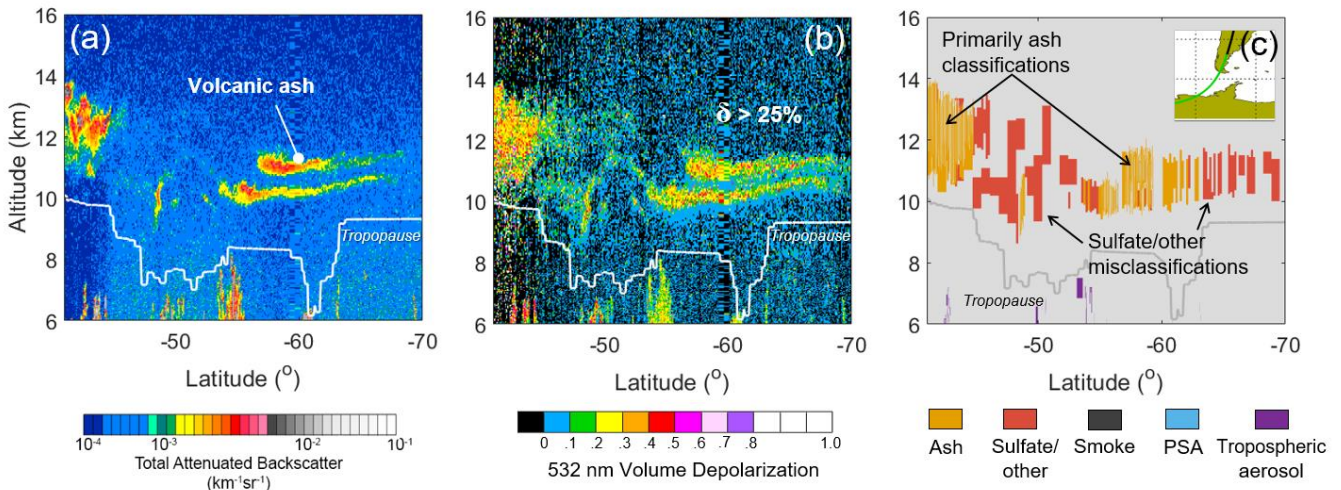 (a)
Volcanic ash
Tropopause
16
14
12
10
8
6
Altitude (km)
-50
-60
-70
Latitude (o)
10-4
10-3
10-2
10-1
Total Attenuated Backscatter
(km-1sr-1)
(b)
δ > 25%
Tropopause
16
14
12
10
8
6
-50
-60
-70
Latitude (o)
0 .1 .2 .3 .4 .5 .6 .7 .8 1.0
532 nm Volume Depolarization
(c)
Primarily ash
classifications
Sulfate/other
misclassifications
Tropopause
16
14
12
10
8
6
-50
-60
-70
Latitude (o)
Ash
Sulfate/
other
Smoke
PSA
Tropospheric
aerosol